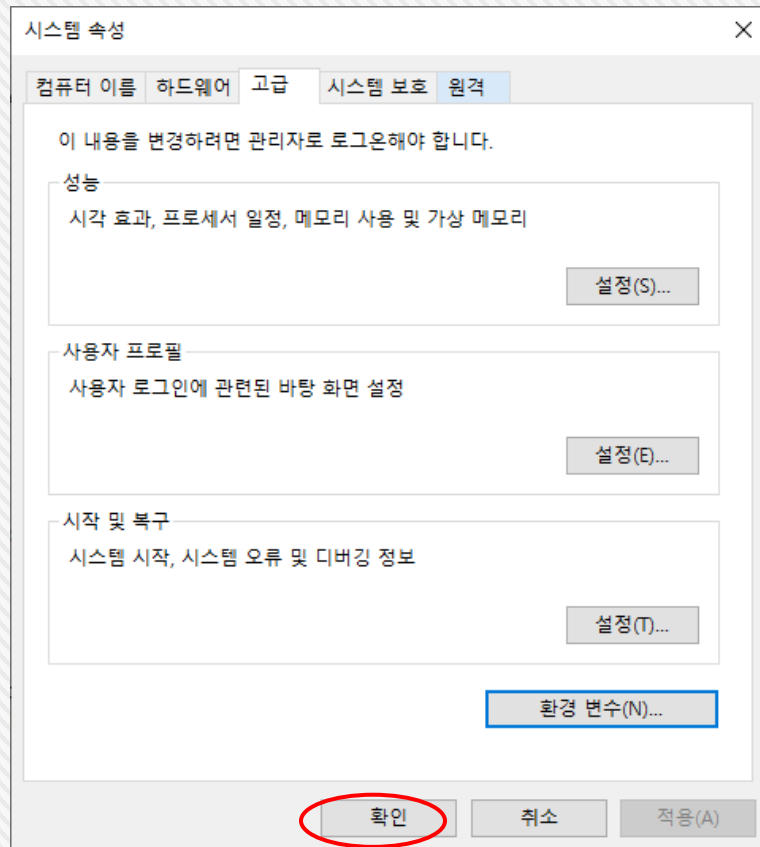 시스템 속성
컴퓨터 이름 하드웨어 고급 시스템 보호 원격
이 내용을 변경하려면 관리자로 로그온해야 합니다.
성능
시각 효과, 프로세서 일정, 메모리 사용 및 가상 메모리
설정(S)...
사용자 프로필
사용자 로그인에 관련된 바탕 화면 설정
설정(E)...
시작 및 복구
시스템 시작, 시스템 오류 및 디버깅 정보
설정(T)...
환경 변수(N)...
확인 취소 적용(A)